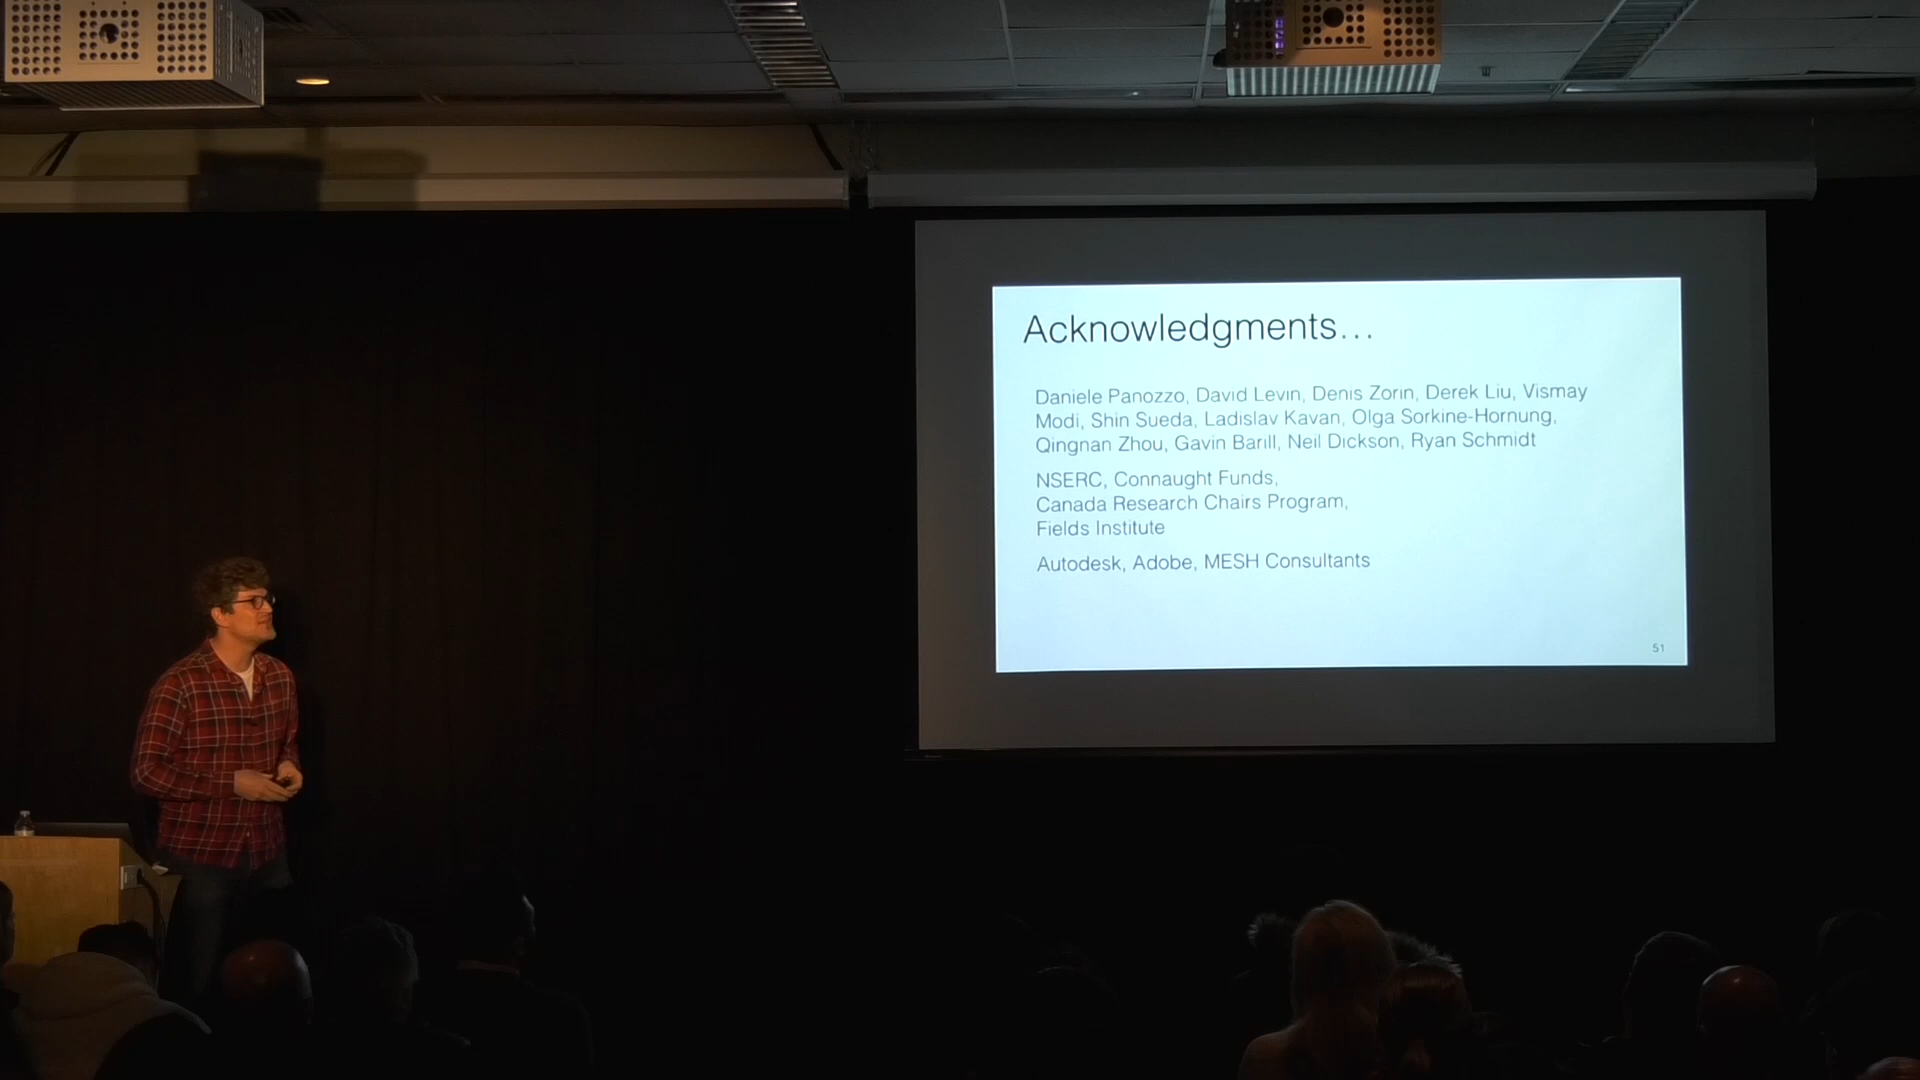 Acknowledgments...
Daniele Panozzo, David Levin, Denis Zorin, Derek Liu, Vismay
Modi, Shin Sueda, Ladislav Kavan, Olga Sorkine-Hornung,
Qingnan Zhou, Gavin Barill, Neil Dickson, Ryan Schmidt
NSERC, Connaught Funds,
Canada Research Chairs Program,
Fields Institute
Autodesk, Adobe, MESH Consultants
51